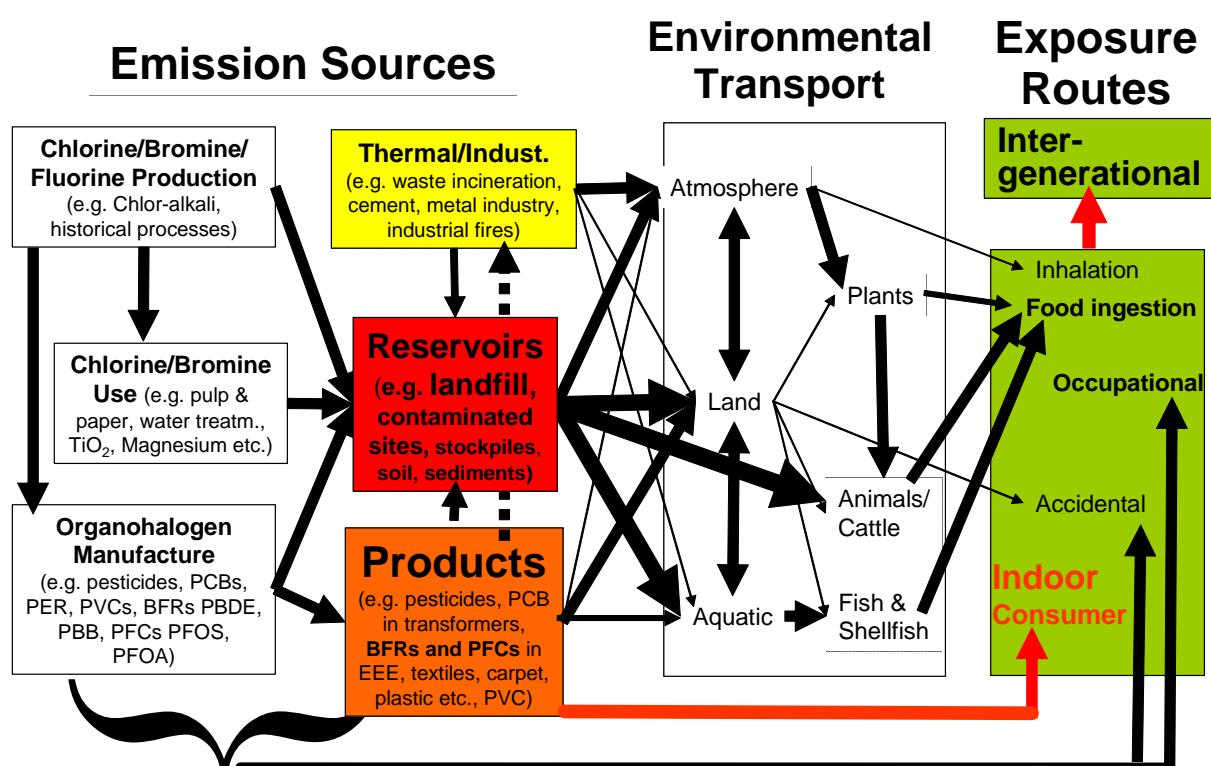 Emission Sources
Environmental
Transport
Exposure
Routes
Chlorine/Bromine/
Fluorine Production
(e.g. Chlor-alkali,
historical processes)
Chlorine/Bromine
Use (e.g. pulp &
paper, water treatm.,
TiO₂, Magnesium etc.)
Organohalogen
Manufacture
(e.g. pesticides, PCBs,
PER, PVCs, BFRs PBDE,
PBB, PFCs PFOS,
PFOA)
Thermal/Indust.
(e.g. waste incineration,
cement, metal industry,
industrial fires)
Reservoirs
(e.g. landfill,
contaminated
sites, stockpiles,
soil, sediments)
Products
(e.g. pesticides, PCB
in transformers,
BFRs and PFCs in
EEE, textiles, carpet,
plastic etc., PVC)
Atmosphere
Plants
Land
Animals/
Cattle
Aquatic
Fish &
Shellfish
Inter-
generational
Inhalation
Food ingestion
Occupational
Accidental
Indoor
Consumer